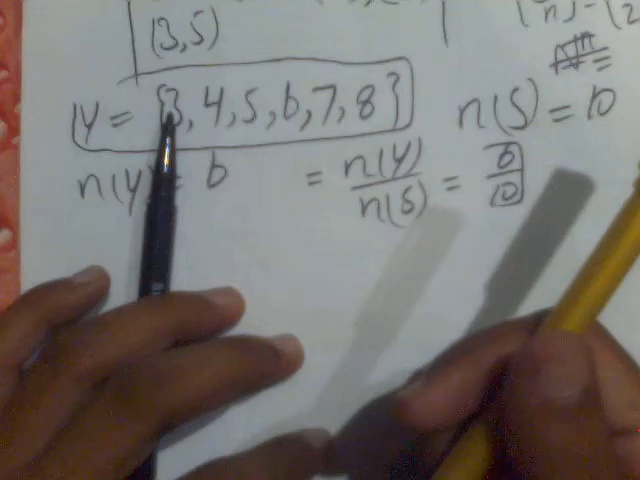 (3,5)
Y = {3, 4, 5, 6, 7, 8}
n(S) = 10
n(Y) = 6 = n(Y)/n(S) = 6/10